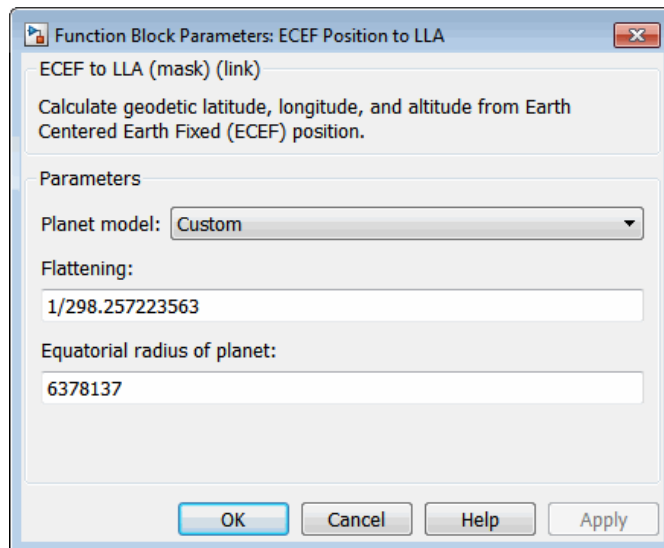 Function Block Parameters: ECEF Position to LLA
ECEF to LLA (mask) (link)
Calculate geodetic latitude, longitude, and altitude from Earth
Centered Earth Fixed (ECEF) position.
Parameters
Planet model: Custom
Flattening:
1/298.257223563
Equatorial radius of planet:
6378137
OK Cancel Help Apply